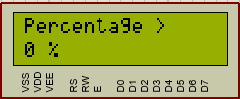 Percentage >
0 %
VSS VDD VEE RS RW E D0 D1 D2 D3 D4 D5 D6 D7